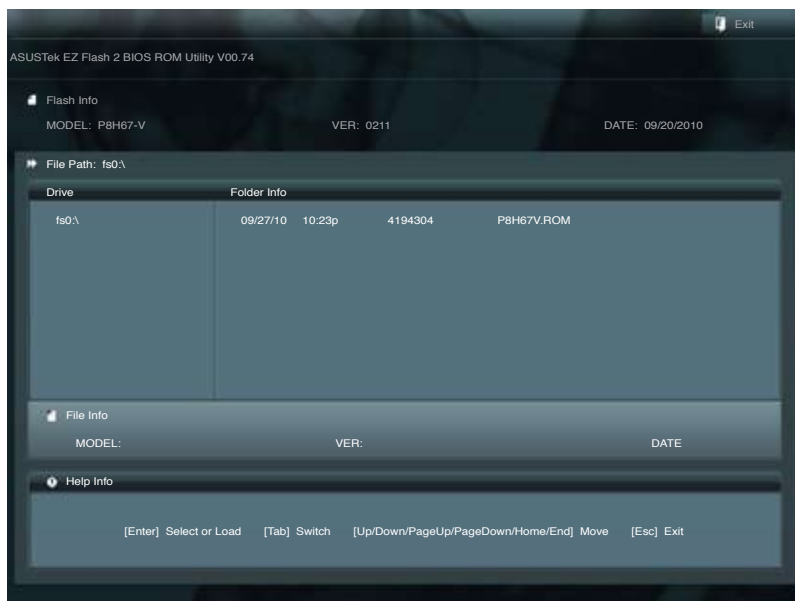 Exit
ASUSTek EZ Flash 2 BIOS ROM Utility V00.74
Flash Info
MODEL: P8H67-V VER: 0211 DATE: 09/20/2010
File Path: fs0:\
Drive Folder Info
fs0:\ 09/27/10 10:23p 4194304 P8H67V.ROM
File Info
MODEL: VER: DATE
Help Info
[Enter] Select or Load [Tab] Switch [Up/Down/PageUp/PageDown/Home/End] Move [Esc] Exit